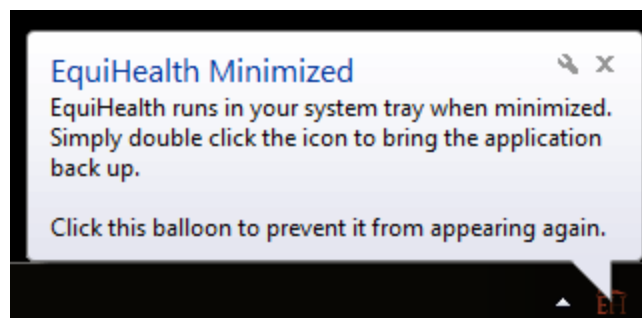 EquiHealth Minimized
EquiHealth runs in your system tray when minimized.
Simply double click the icon to bring the application
back up.
Click this balloon to prevent it from appearing again.